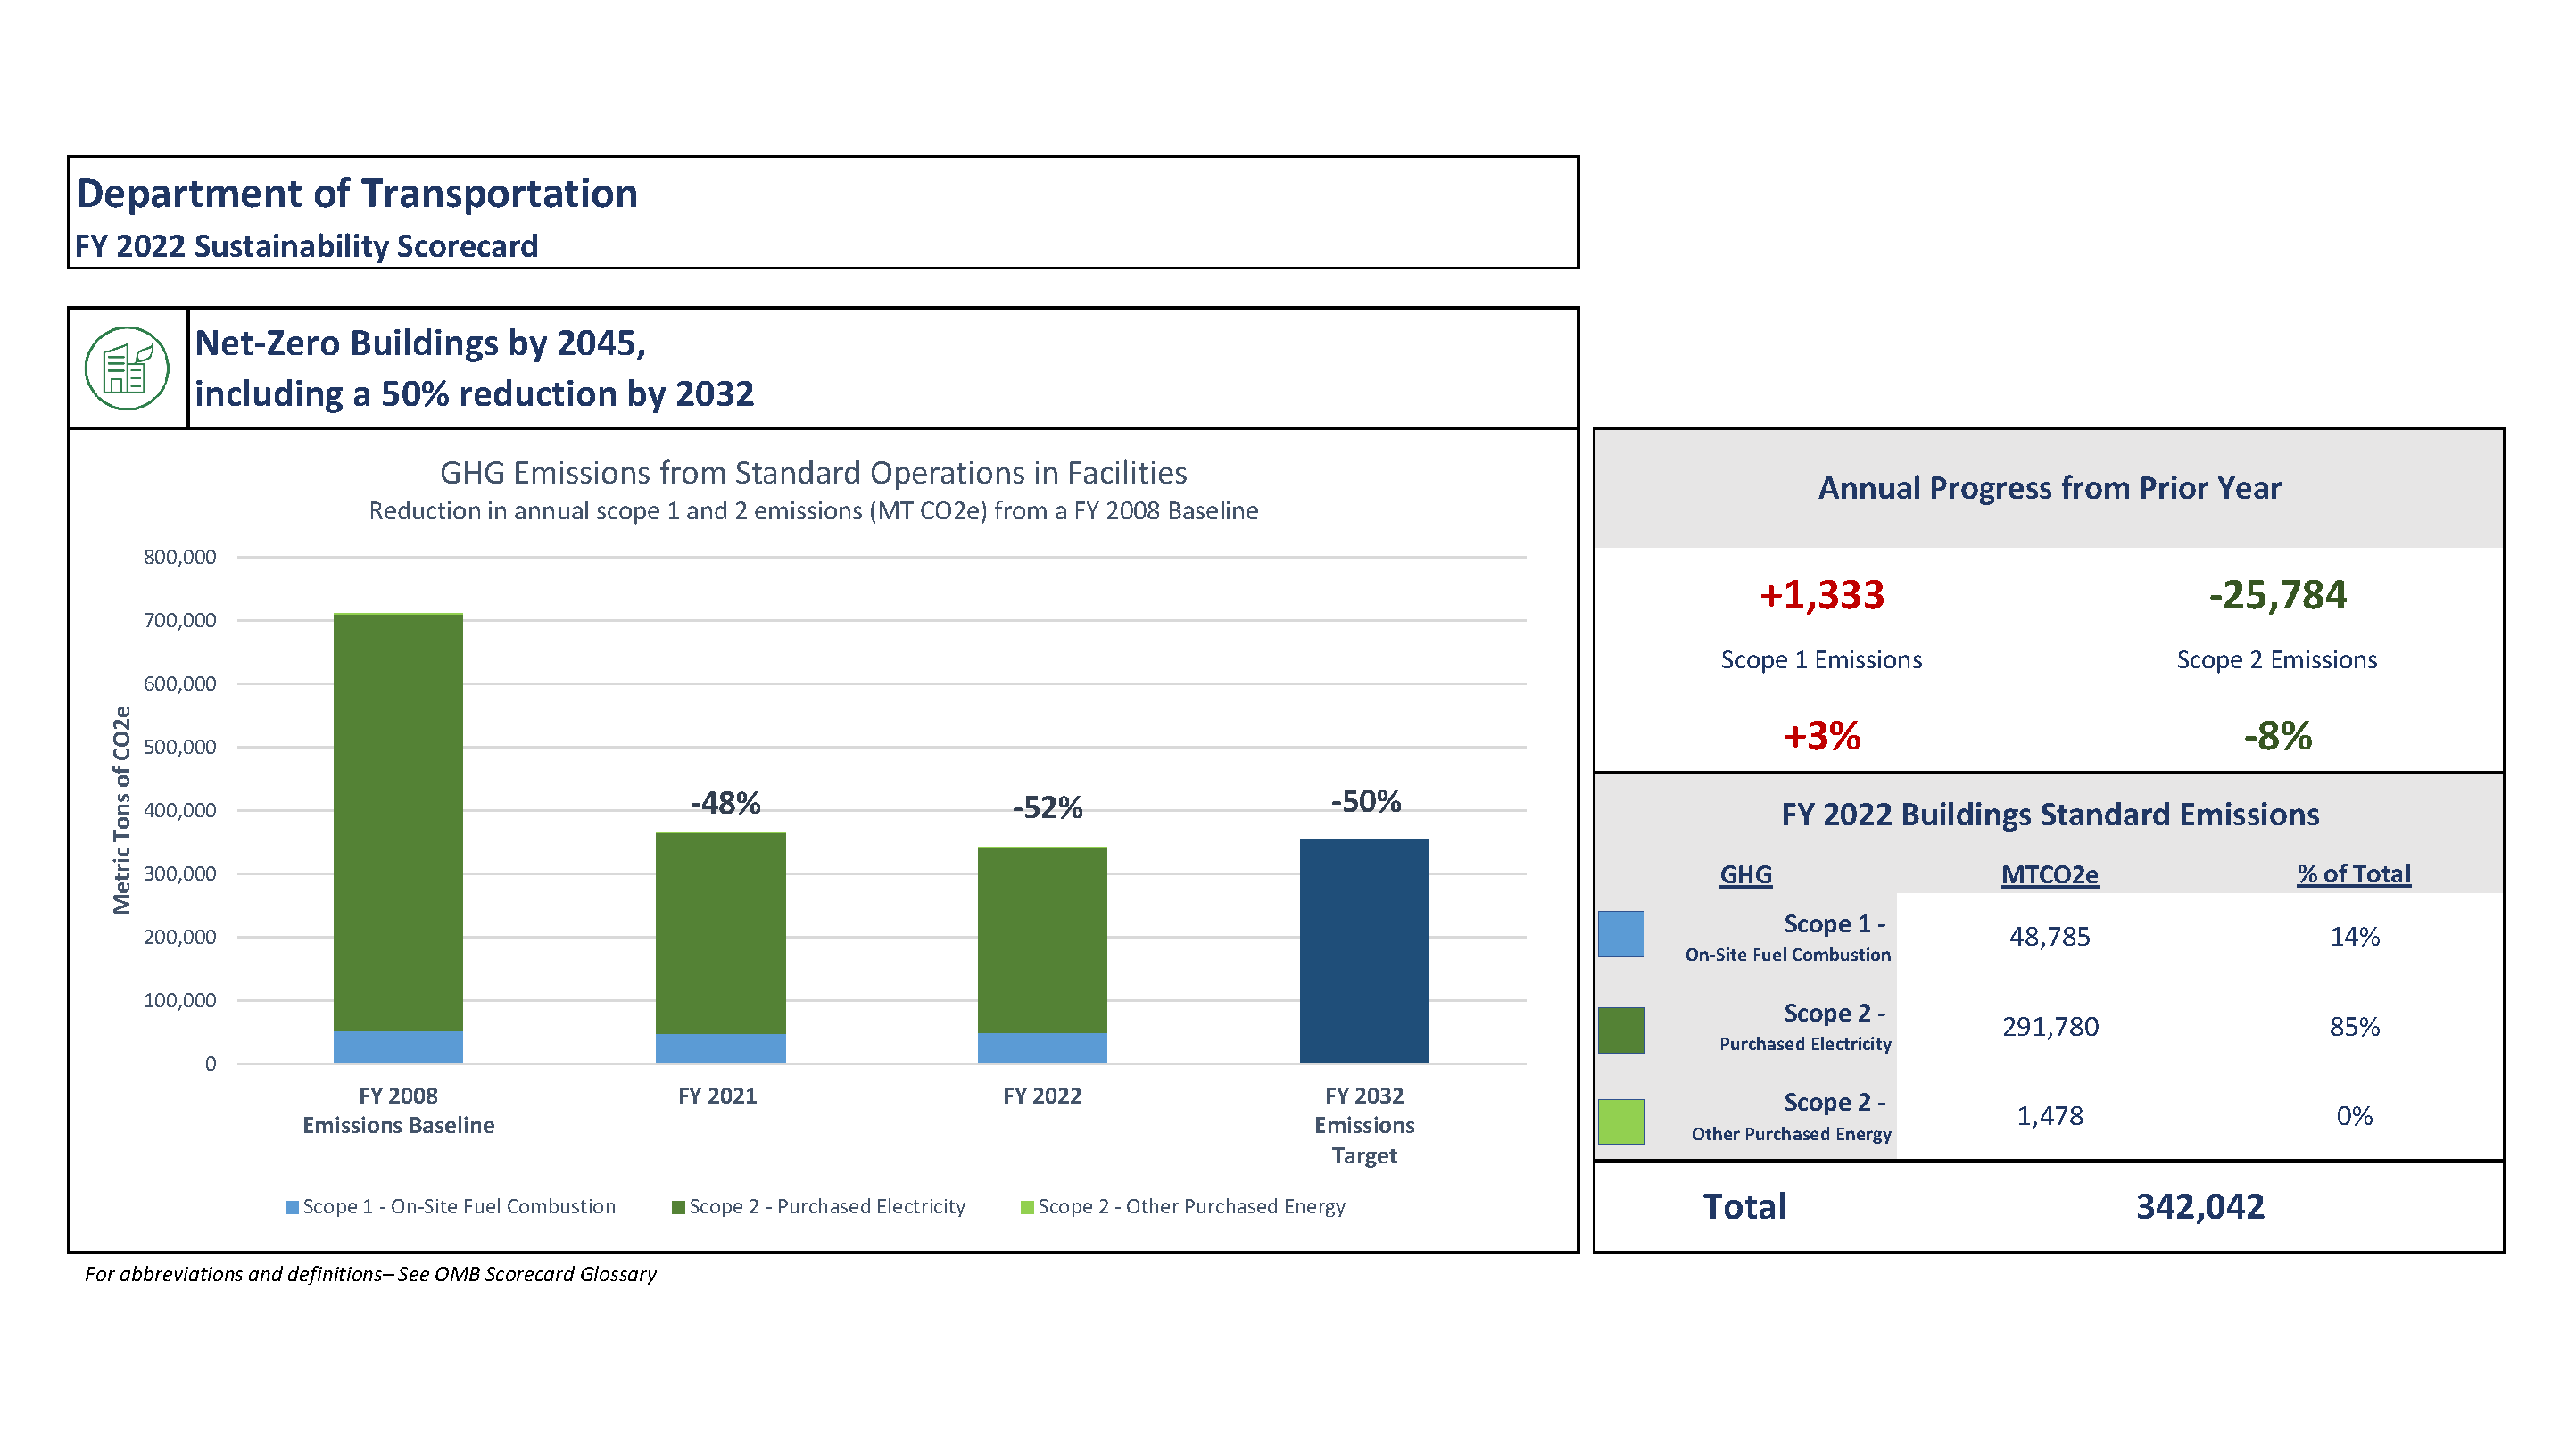 Department of Transportation
FY 2022 Sustainability Scorecard
Net-Zero Buildings by 2045,
including a 50% reduction by 2032
GHG Emissions from Standard Operations in Facilities
Reduction in annual scope 1 and 2 emissions (MT CO2e) from a FY 2008 Baseline
Metric Tons of CO2e
800,000
700,000
600,000
500,000
400,000
300,000
200,000
100,000
0
-48%
-52%
-50%
FY 2008
Emissions Baseline
FY 2021
FY 2022
FY 2032
Emissions
Target
Scope 1 - On-Site Fuel Combustion
Scope 2 - Purchased Electricity
Scope 2 - Other Purchased Energy
Annual Progress from Prior Year
+1,333
-25,784
Scope 1 Emissions
Scope 2 Emissions
+3%
-8%
FY 2022 Buildings Standard Emissions
GHG MTCO2e % of Total
Scope 1 -
On-Site Fuel Combustion
48,785
14%
Scope 2 -
Purchased Electricity
291,780
85%
Scope 2 -
Other Purchased Energy
1,478
0%
Total 342,042
For abbreviations and definitions– See OMB Scorecard Glossary